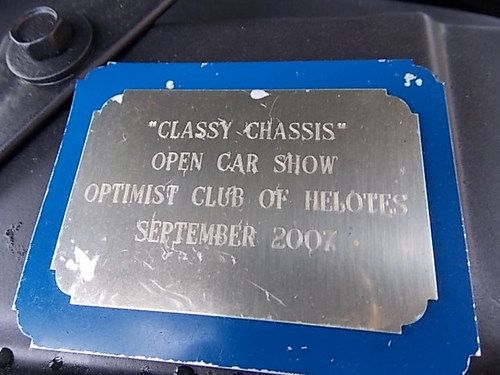 "CLASSY CHASSIS"
OPEN CAR SHOW
OPTIMIST CLUB OF HELOTES
SEPTEMBER 2007